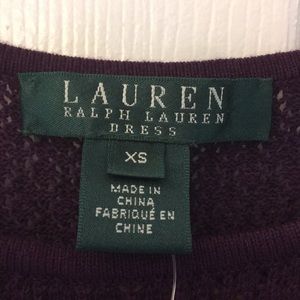 LAUREN
RALPH LAUREN
DRESS
XS
MADE IN
CHINA
FABRIQUÉ EN
CHINE